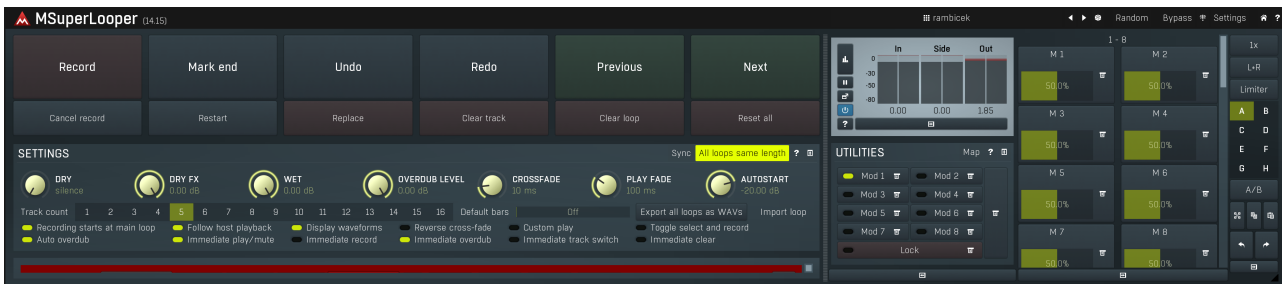 MSuperLooper (14.15)
rambicek
Random Bypass Settings ?
Record Mark end Undo Redo Previous Next
Cancel record Restart Replace Clear track Clear loop Reset all
SETTINGS
Sync All loops same length ?
DRY silence
DRY FX 0.00 dB
WET 0.00 dB
OVERDUB LEVEL 0.00 dB
CROSSFADE 10 ms
PLAY FADE 100 ms
AUTOSTART -20.00 dB
Track count 1 2 3 4 5 6 7 8 9 10 11 12 13 14 15 16 Default bars Off Export all loops as WAVs Import loop
Recording starts at main loop Follow host playback Display waveforms Reverse cross-fade Custom play Toggle select and record
Auto overdub Immediate play/mute Immediate record Immediate overdub Immediate track switch Immediate clear
In Side Out
0
-30
-50
-80
0.00 0.00 1.85
?
UTILITIES Map ?
Mod 1 Mod 2
Mod 3 Mod 4
Mod 5 Mod 6
Mod 7 Mod 8
Lock
1 - 8
M 1 M 2
50.0% 50.0%
M 3 M 4
50.0% 50.0%
M 5 M 6
50.0% 50.0%
M 7 M 8
50.0% 50.0%
1x
L+R
Limiter
A B
C D
E F
G H
A/B